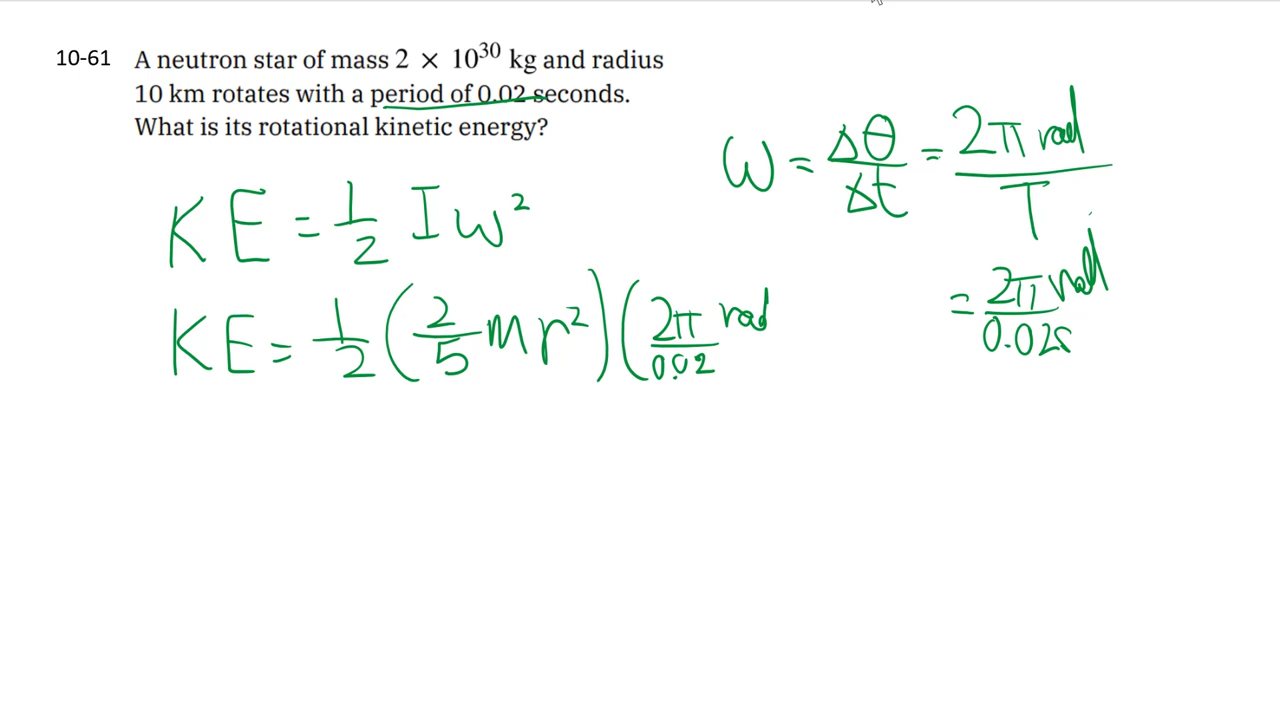 10-61 A neutron star of mass 2 × 10^30 kg and radius
10 km rotates with a period of 0.02 seconds.
What is its rotational kinetic energy?
ω = Δθ/Δt = 2π rad/T
KE = 1/2 I ω^2
= 2π rad/0.02s
KE = 1/2 (2/5 m r^2) (2π rad/0.02